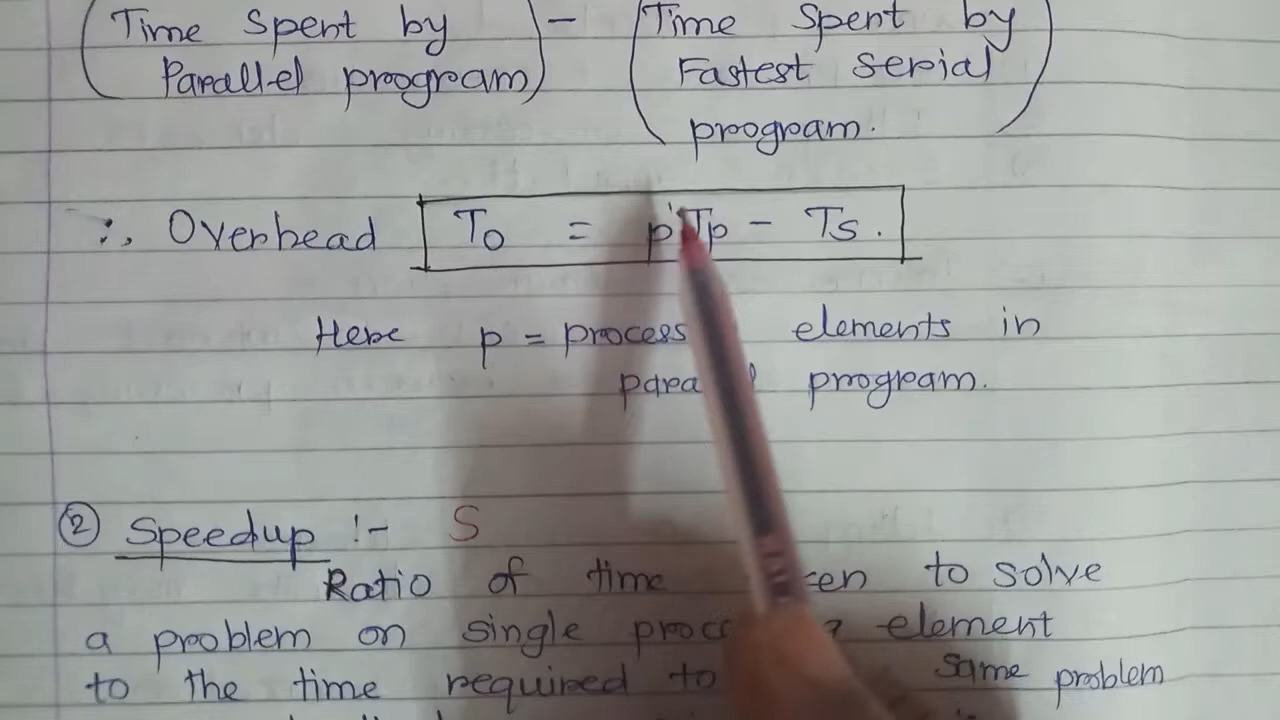 (Time Spent by Parallel program) - (Time Spent by Fastest serial program.)
∴ Overhead To = p Tp - Ts.
Here p = process elements in
program.
② Speedup :- S
Ratio of time to solve
a problem on single element
to the time required to same problem